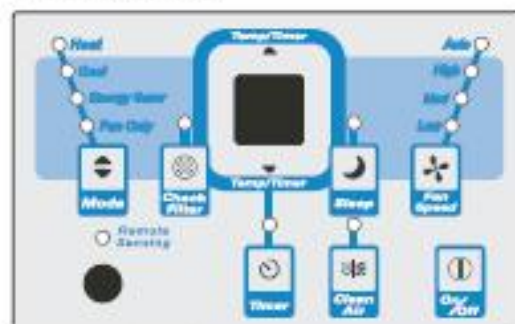 Heat
Cool
Energy Saver
Fan Only
Mode
Check
Filter
Temp/Timer
Temp/Timer
Sleep
Auto
High
Med
Low
Fan
Speed
Remote
Sensing
Timer
Clean
Air
On/
Off